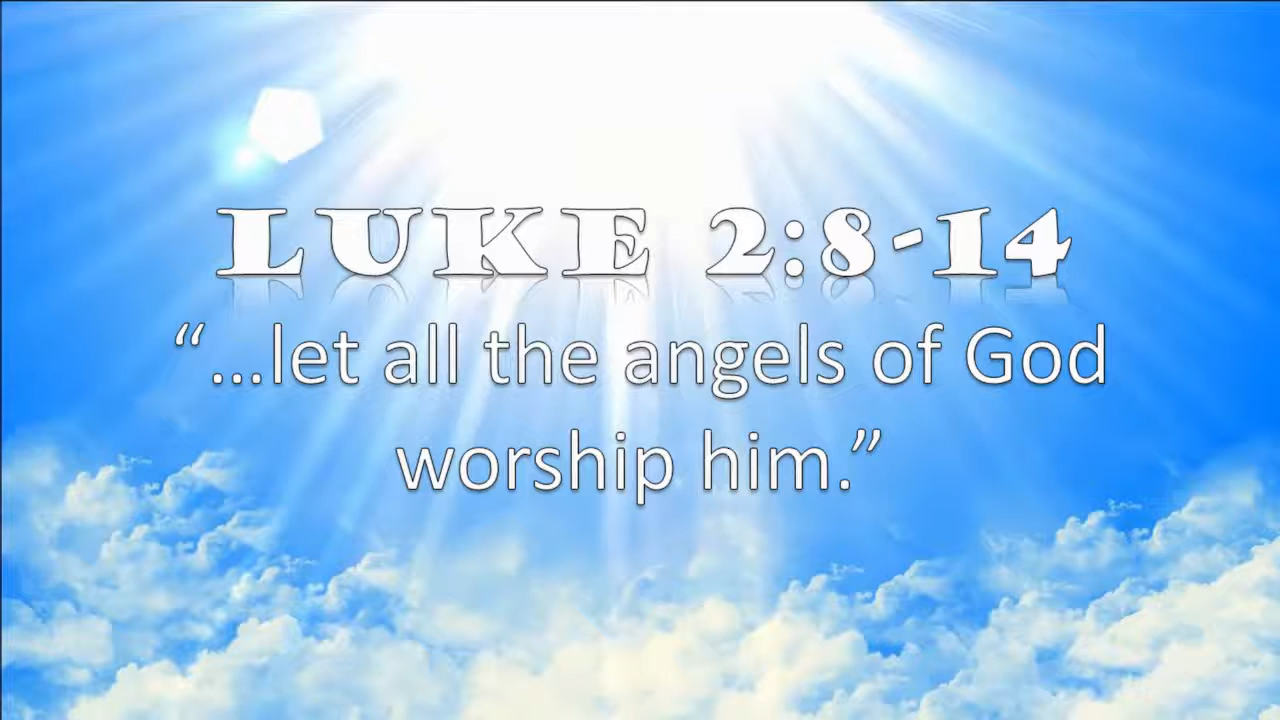 LUKE 2:8-14
“...let all the angels of God
worship him.”